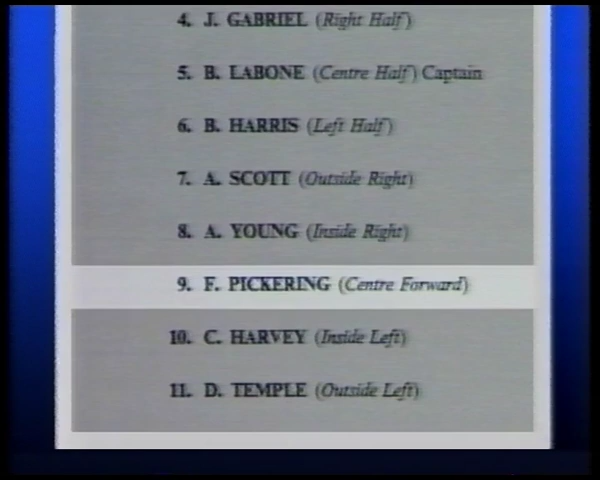 4. J. GABRIEL (Right Half)
5. B. LABONE (Centre Half) Captain
6. B. HARRIS (Left Half)
7. A. SCOTT (Outside Right)
8. A. YOUNG (Inside Right)
9. F. PICKERING (Centre Forward)
10. C. HARVEY (Inside Left)
11. D. TEMPLE (Outside Left)